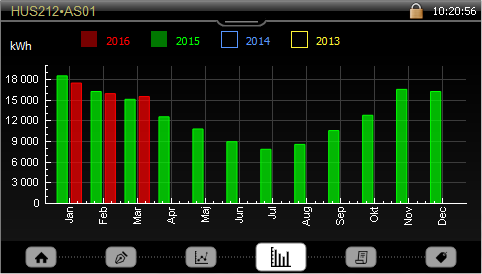 HUS212•AS01 10:20:56
kWh 2016 2015 2014 2013
18 000
15 000
12 000
9 000
6 000
3 000
0
Jan Feb Mar Apr Maj Jun Jul Aug Sep Okt Nov Dec